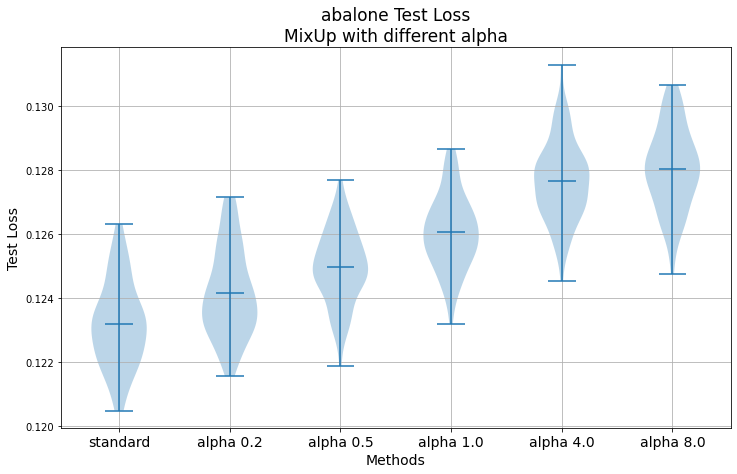 abalone Test Loss
MixUp with different alpha
0.130
0.128
0.126
0.124
0.122
0.120
Test Loss
standard alpha 0.2 alpha 0.5 alpha 1.0 alpha 4.0 alpha 8.0
Methods